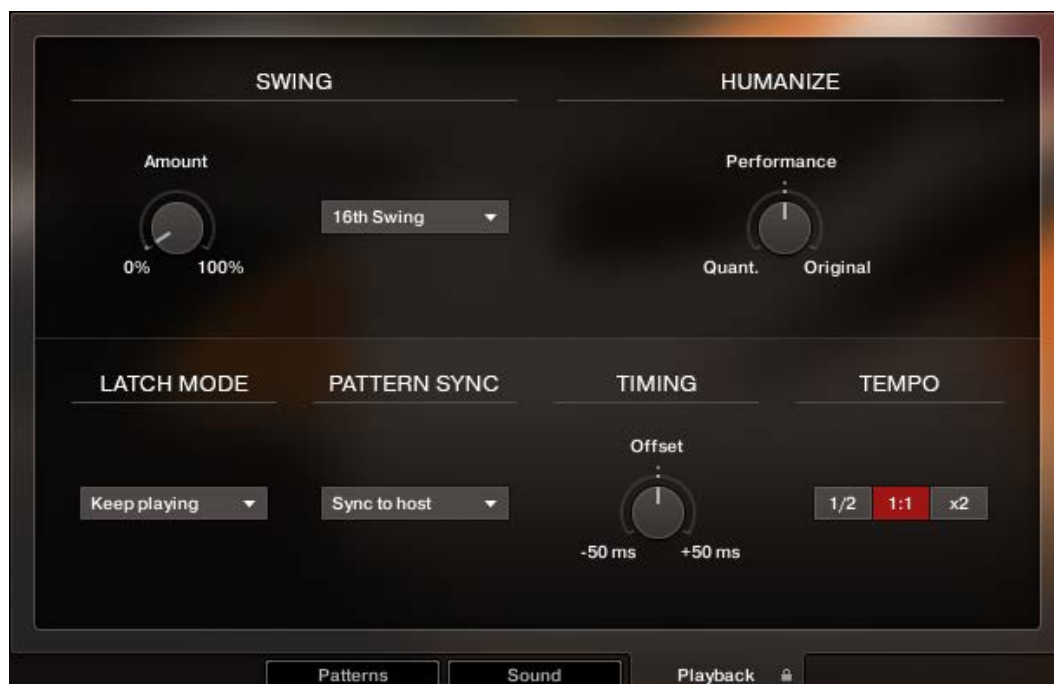 SWING
HUMANIZE
Amount
Performance
16th Swing
0% 100%
Quant. Original
LATCH MODE
PATTERN SYNC
TIMING
TEMPO
Offset
Keep playing
Sync to host
1/2 1:1 x2
-50 ms +50 ms
Patterns
Sound
Playback